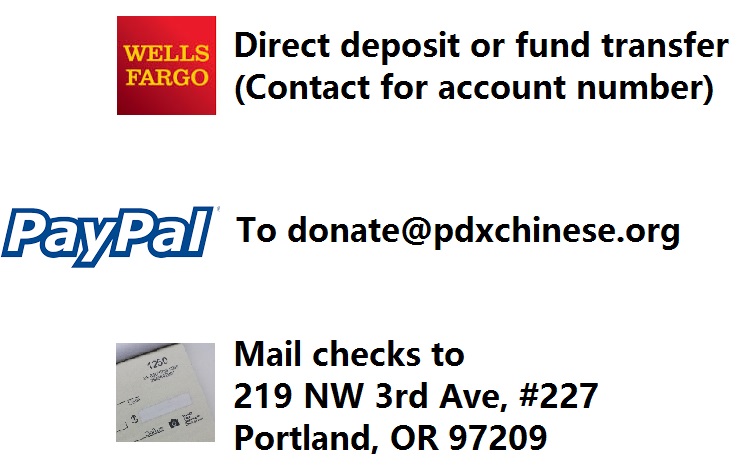 WELLS
FARGO
Direct deposit or fund transfer
(Contact for account number)
PayPal
To donate@pdxchinese.org
Mail checks to
219 NW 3rd Ave, #227
Portland, OR 97209